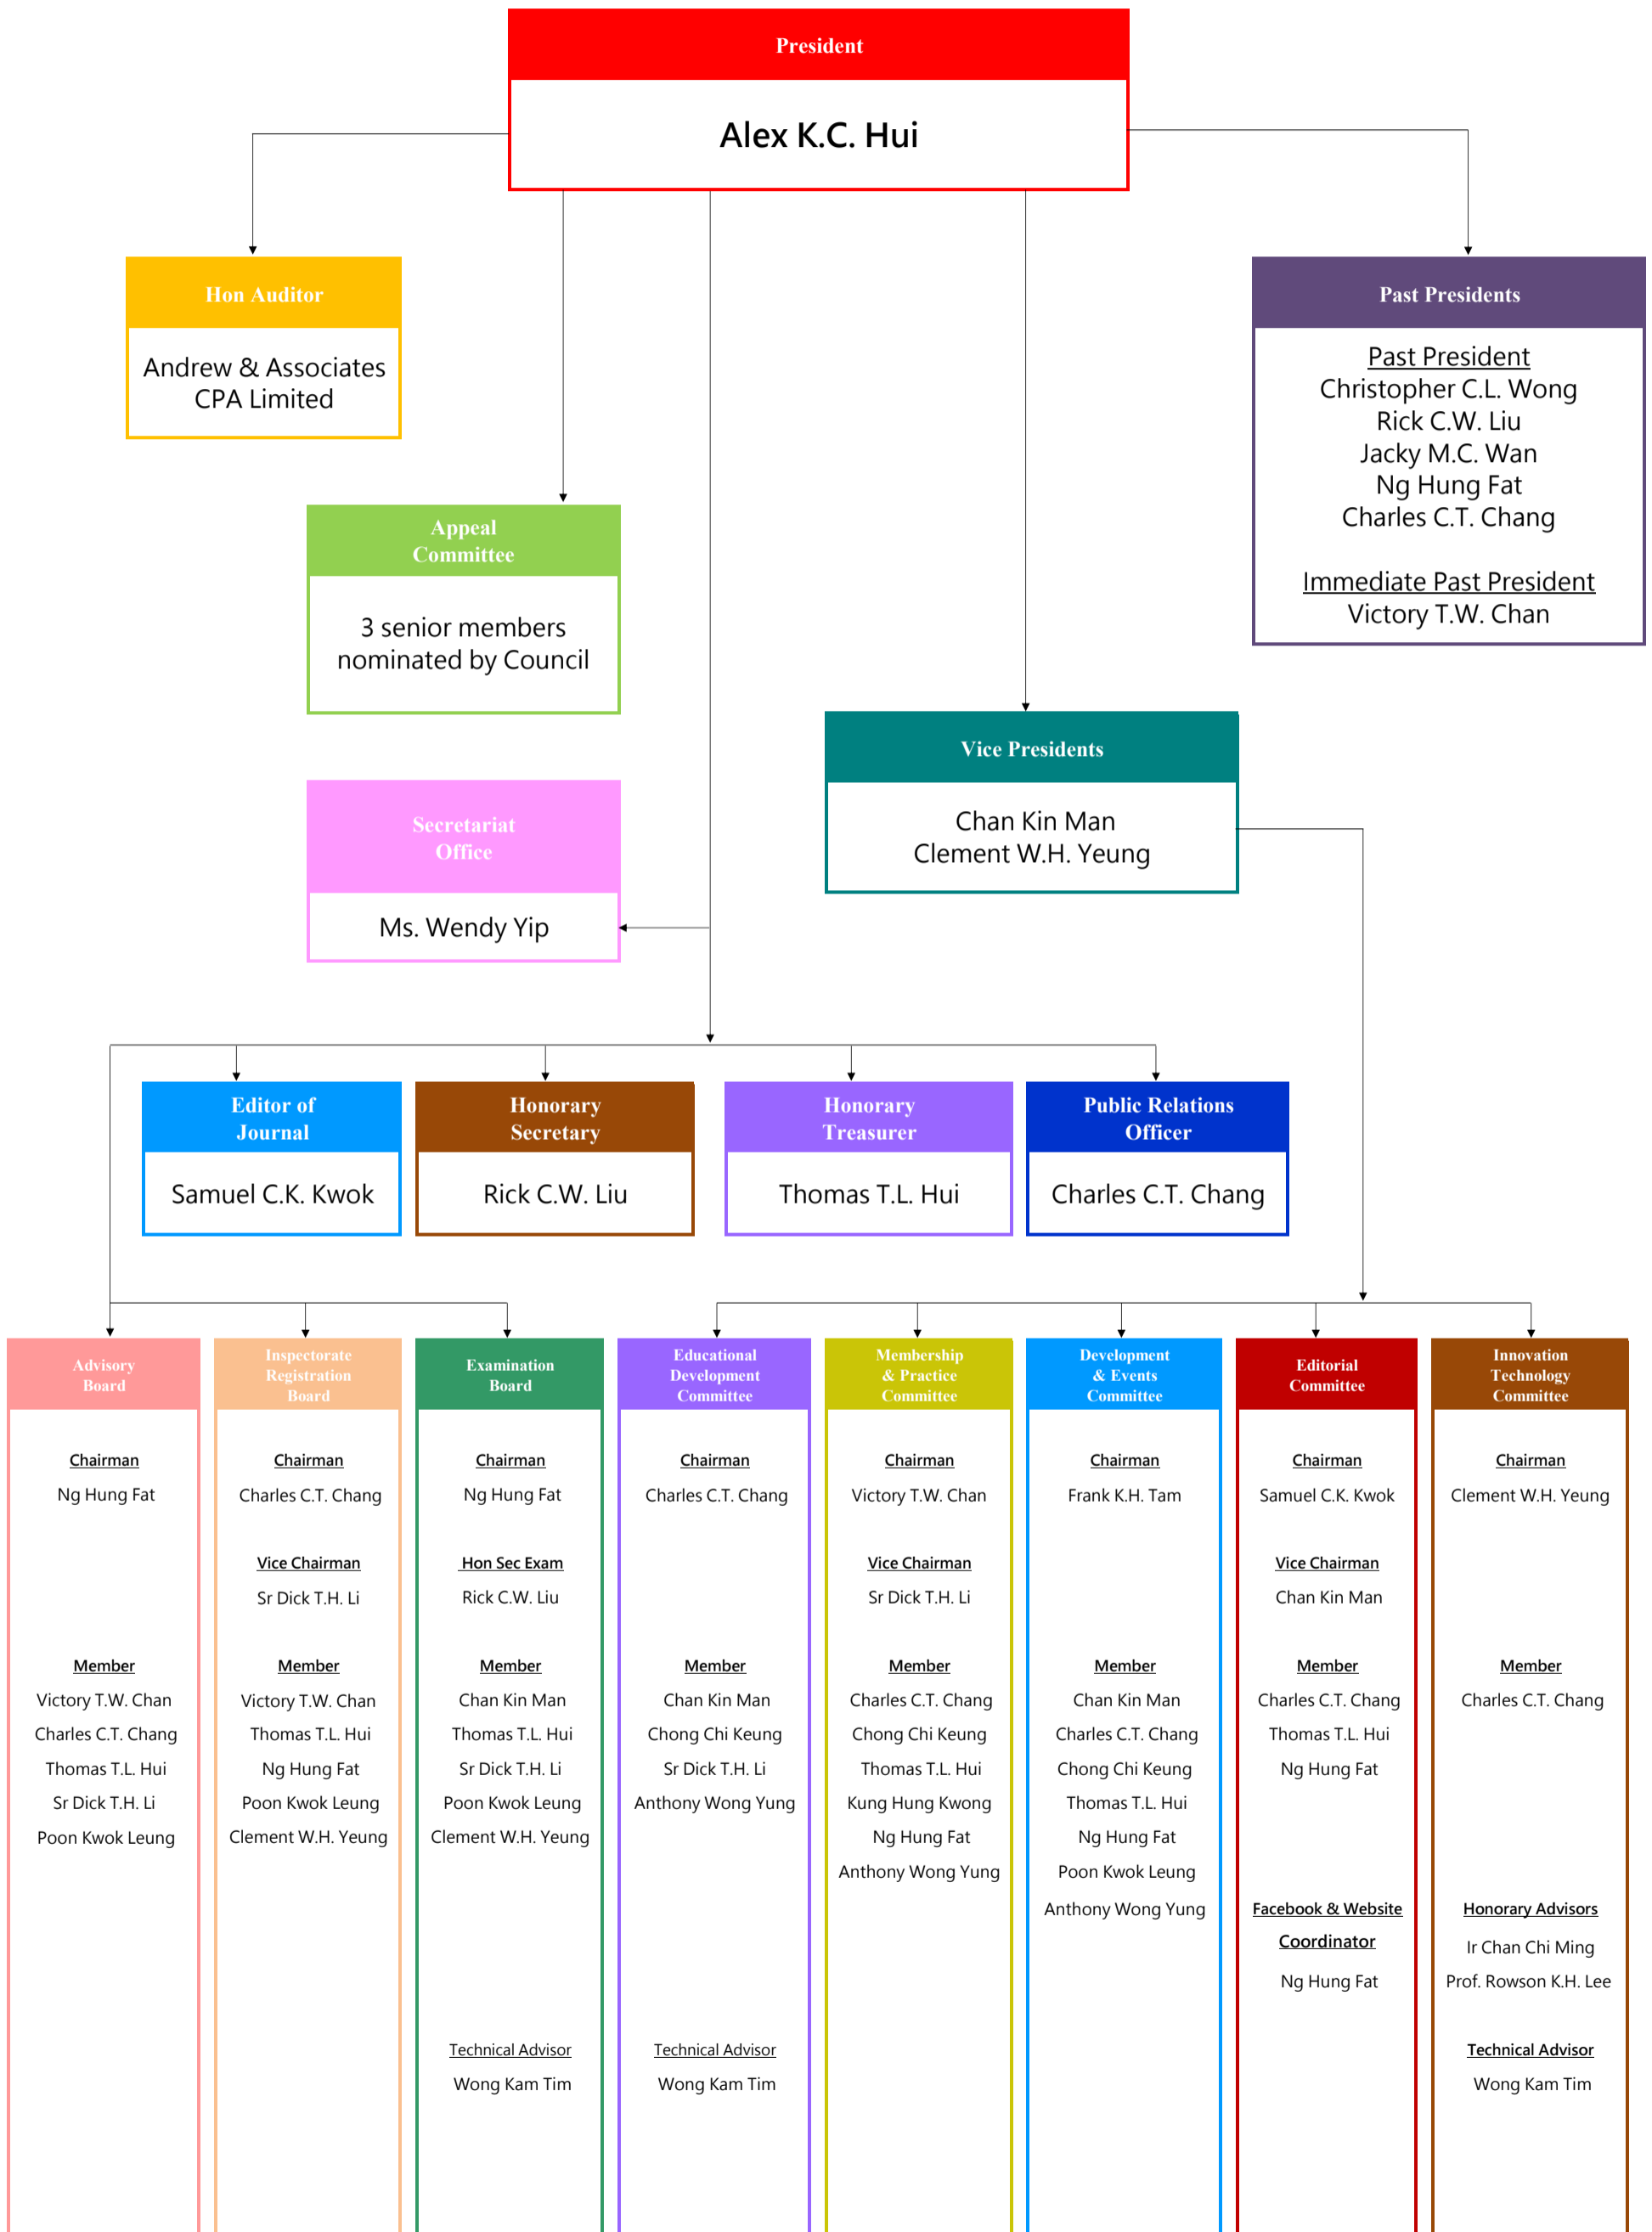 President
Alex K.C. Hui
Hon Auditor
Andrew & Associates
CPA Limited
Past Presidents
Past President
Christopher C.L. Wong
Rick C.W. Liu
Jacky M.C. Wan
Ng Hung Fat
Charles C.T. Chang
Immediate Past President
Victory T.W. Chan
Appeal
Committee
3 senior members
nominated by Council
Vice Presidents
Chan Kin Man
Clement W.H. Yeung
Secretariat
Office
Ms. Wendy Yip
Editor of
Journal
Samuel C.K. Kwok
Honorary
Secretary
Rick C.W. Liu
Honorary
Treasurer
Thomas T.L. Hui
Public Relations
Officer
Charles C.T. Chang
Advisory
Board
Chairman
Ng Hung Fat
Member
Victory T.W. Chan
Charles C.T. Chang
Thomas T.L. Hui
Sr Dick T.H. Li
Poon Kwok Leung
Inspectorate
Registration
Board
Chairman
Charles C.T. Chang
Vice Chairman
Sr Dick T.H. Li
Member
Victory T.W. Chan
Thomas T.L. Hui
Ng Hung Fat
Poon Kwok Leung
Clement W.H. Yeung
Examination
Board
Chairman
Ng Hung Fat
Hon Sec Exam
Rick C.W. Liu
Member
Chan Kin Man
Thomas T.L. Hui
Sr Dick T.H. Li
Poon Kwok Leung
Clement W.H. Yeung
Technical Advisor
Wong Kam Tim
Educational
Development
Committee
Chairman
Charles C.T. Chang
Member
Chan Kin Man
Chong Chi Keung
Sr Dick T.H. Li
Anthony Wong Yung
Technical Advisor
Wong Kam Tim
Membership
& Practice
Committee
Chairman
Victory T.W. Chan
Vice Chairman
Sr Dick T.H. Li
Member
Charles C.T. Chang
Chong Chi Keung
Thomas T.L. Hui
Kung Hung Kwong
Ng Hung Fat
Anthony Wong Yung
Development
& Events
Committee
Chairman
Frank K.H. Tam
Member
Chan Kin Man
Charles C.T. Chang
Chong Chi Keung
Thomas T.L. Hui
Ng Hung Fat
Poon Kwok Leung
Anthony Wong Yung
Editorial
Committee
Chairman
Samuel C.K. Kwok
Vice Chairman
Chan Kin Man
Member
Charles C.T. Chang
Thomas T.L. Hui
Ng Hung Fat
Facebook & Website
Coordinator
Ng Hung Fat
Innovation
Technology
Committee
Chairman
Clement W.H. Yeung
Member
Charles C.T. Chang
Honorary Advisors
Ir Chan Chi Ming
Prof. Rowson K.H. Lee
Technical Advisor
Wong Kam Tim